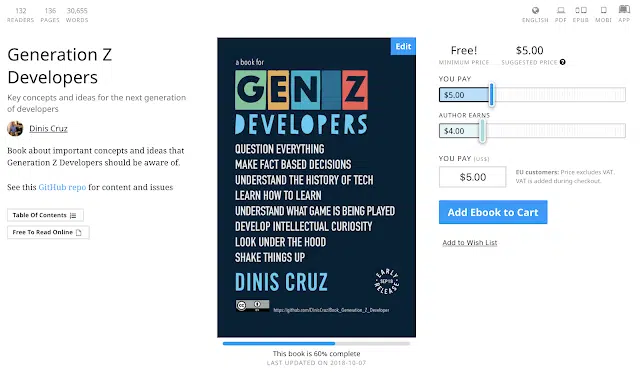 132 136 30,655
READERS PAGES WORDS
ENGLISH PDF EPUB MOBI APP
Generation Z
Developers
Key concepts and ideas for the next generation
of developers
Dinis Cruz
Book about important concepts and ideas that
Generation Z Developers should be aware of.
See this GitHub repo for content and issues
Table Of Contents
Free To Read Online
Edit
a book for
GEN Z
DEVELOPERS
QUESTION EVERYTHING
MAKE FACT BASED DECISIONS
UNDERSTAND THE HISTORY OF TECH
LEARN HOW TO LEARN
UNDERSTAND WHAT GAME IS BEING PLAYED
DEVELOP INTELLECTUAL CURIOSITY
LOOK UNDER THE HOOD
SHAKE THINGS UP
DINIS CRUZ
EARLY
SEP18
RELEASE
https://github.com/DinisCruz/Book_Generation_Z_Developer
This book is 60% complete
LAST UPDATED ON 2018-10-07
Free! $5.00
MINIMUM PRICE SUGGESTED PRICE
YOU PAY
$5.00
AUTHOR EARNS
$4.00
YOU PAY (US$)
$5.00
EU customers: Price excludes VAT.
VAT is added during checkout.
Add Ebook to Cart
Add to Wish List